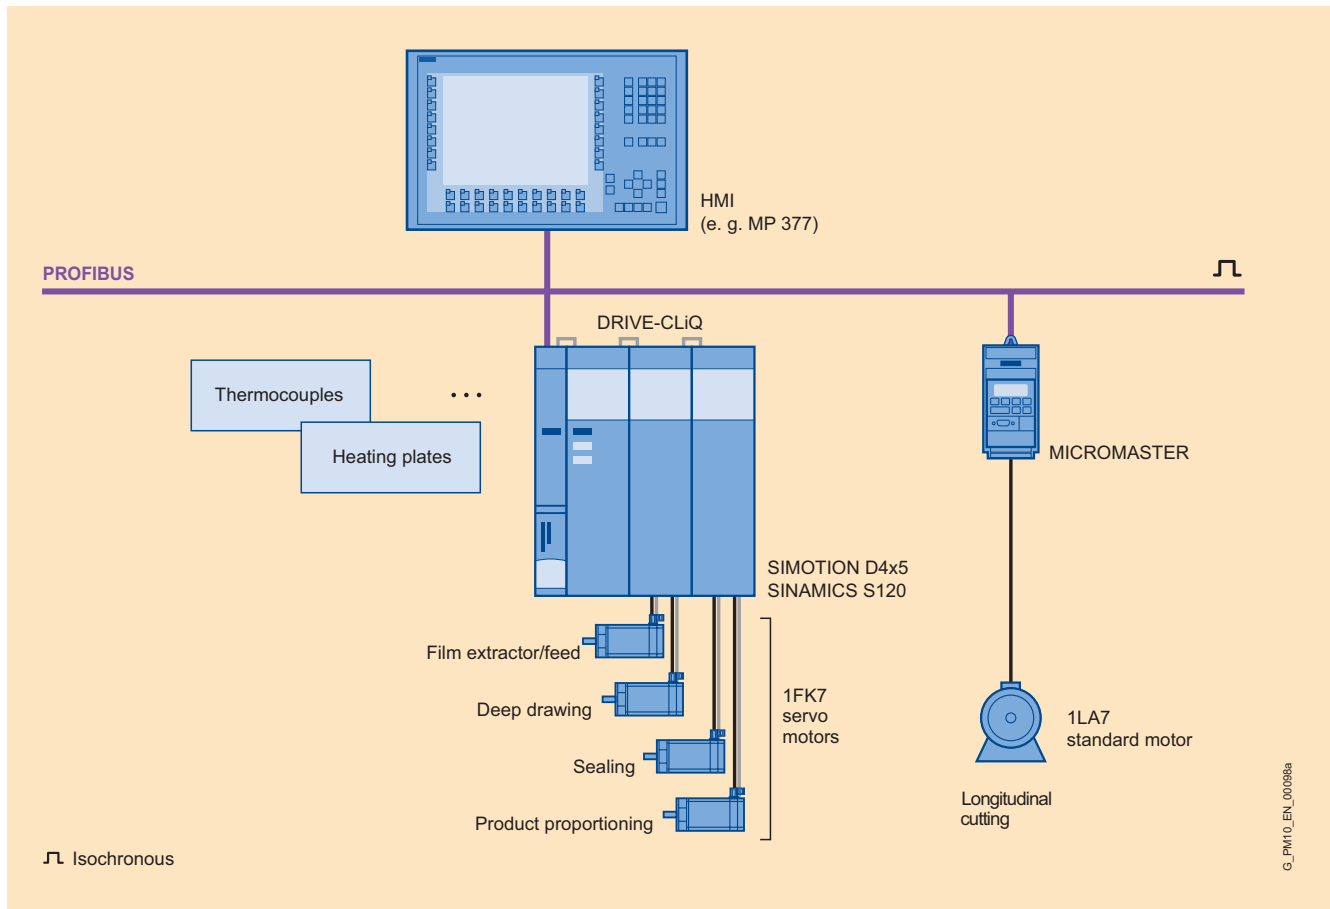 HMI
(e. g. MP 377)
PROFIBUS
DRIVE-CLiQ
Thermocouples
...
Heating plates
MICROMASTER
SIMOTION D4x5
SINAMICS S120
Film extractor/feed
Deep drawing
Sealing
Product proportioning
1FK7
servo
motors
1LA7
standard motor
Longitudinal
cutting
Isochronous
G_PM10_EN_00098a